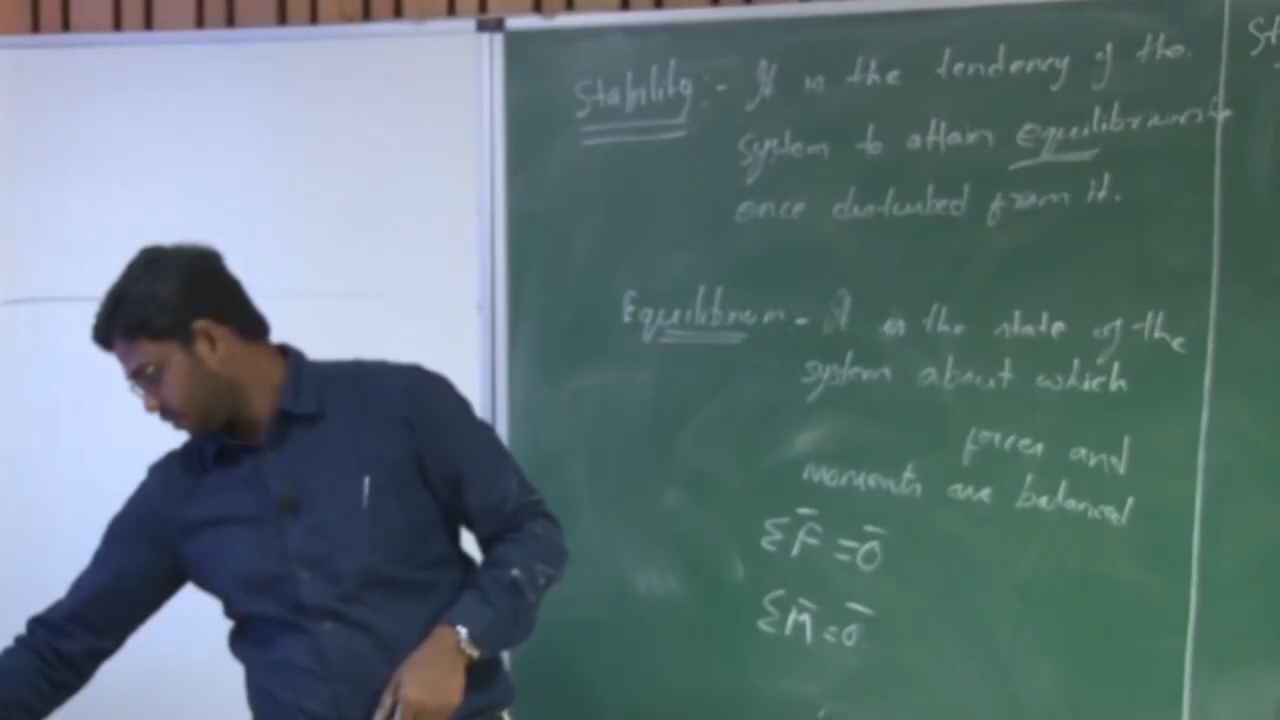 Stability :- It is the tendency of the
system to attain equilibrium
once disturbed from it.
Equilibrium - It is the state of the
system about which
forces and
moments are balanced
ΣF̄ = 0̄
ΣM̄ = 0̄
St